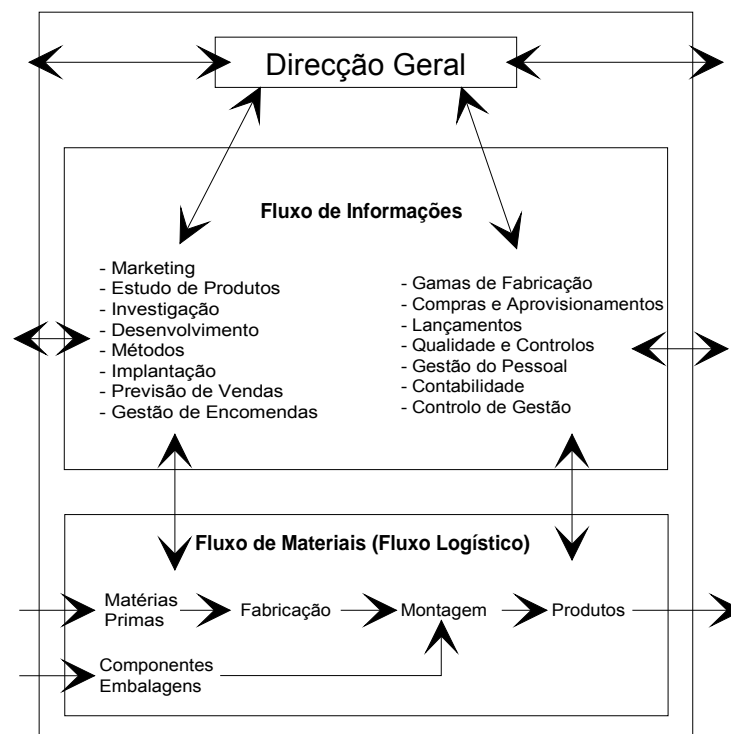 Direcção Geral
Fluxo de Informações
- Marketing
- Estudo de Produtos
- Investigação
- Desenvolvimento
- Métodos
- Implantação
- Previsão de Vendas
- Gestão de Encomendas
- Gamas de Fabricação
- Compras e Aprovisionamentos
- Lançamentos
- Qualidade e Controlos
- Gestão do Pessoal
- Contabilidade
- Controlo de Gestão
Fluxo de Materiais (Fluxo Logístico)
Matérias
Primas
Fabricação
Montagem
Produtos
Componentes
Embalagens